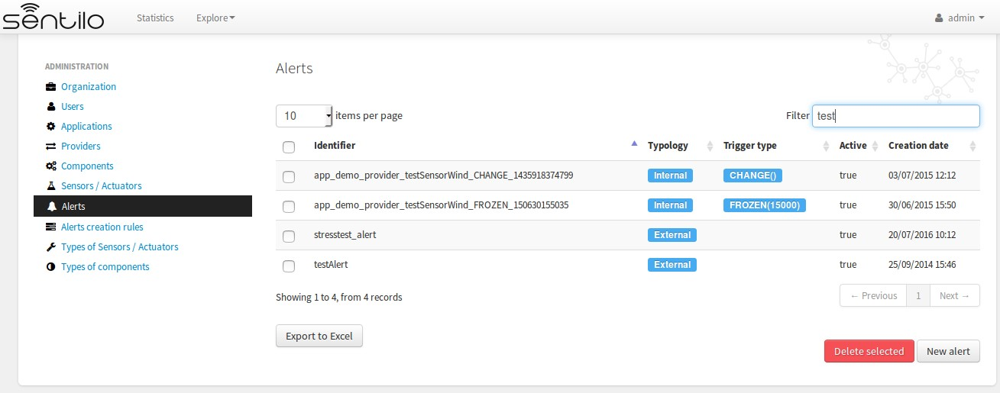 sentilo
Statistics
Explore
admin
ADMINISTRATION
Organization
Users
Applications
Providers
Components
Sensors / Actuators
Alerts
Alerts creation rules
Types of Sensors / Actuators
Types of components
Alerts
10 items per page
Filter test
Identifier Typology Trigger type Active Creation date
app_demo_provider_testSensorWind_CHANGE_1435918374799 Internal CHANGE() true 03/07/2015 12:12
app_demo_provider_testSensorWind_FROZEN_150630155035 Internal FROZEN(15000) true 30/06/2015 15:50
stresstest_alert External true 20/07/2016 10:12
testAlert External true 25/09/2014 15:46
Showing 1 to 4, from 4 records
← Previous 1 Next →
Export to Excel
Delete selected New alert